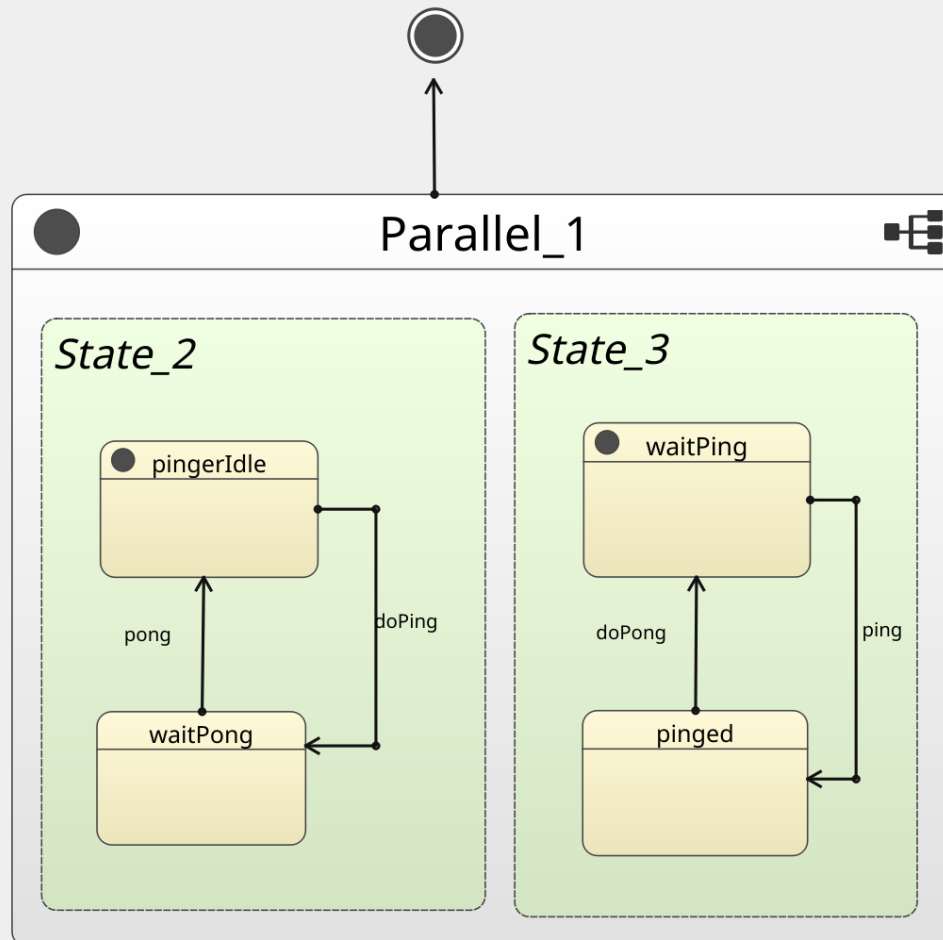 Parallel_1
State_2
pingerIdle
doPing
pong
waitPong
State_3
waitPing
ping
doPong
pinged